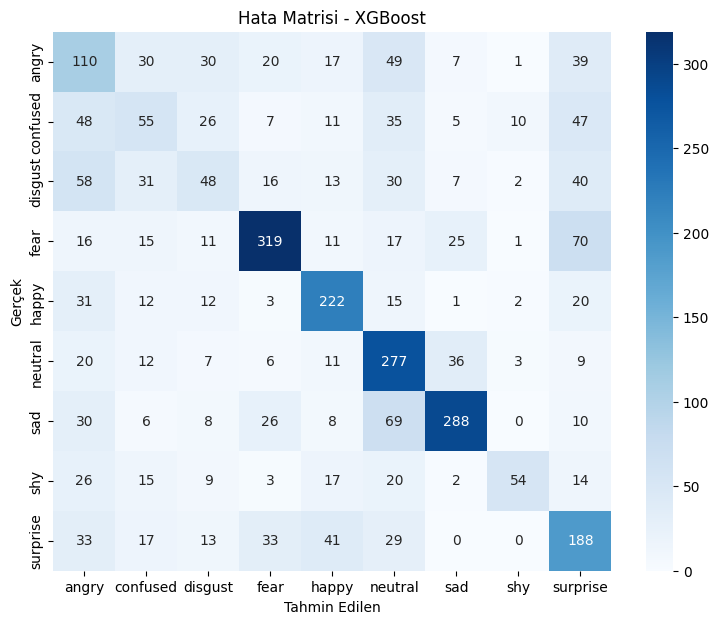 Hata Matrisi - XGBoost
Gerçek
angry 110 30 30 20 17 49 7 1 39
confused 48 55 26 7 11 35 5 10 47
disgust 58 31 48 16 13 30 7 2 40
fear 16 15 11 319 11 17 25 1 70
happy 31 12 12 3 222 15 1 2 20
neutral 20 12 7 6 11 277 36 3 9
sad 30 6 8 26 8 69 288 0 10
shy 26 15 9 3 17 20 2 54 14
surprise 33 17 13 33 41 29 0 0 188
angry confused disgust fear happy neutral sad shy surprise
Tahmin Edilen
300
250
200
150
100
50
0